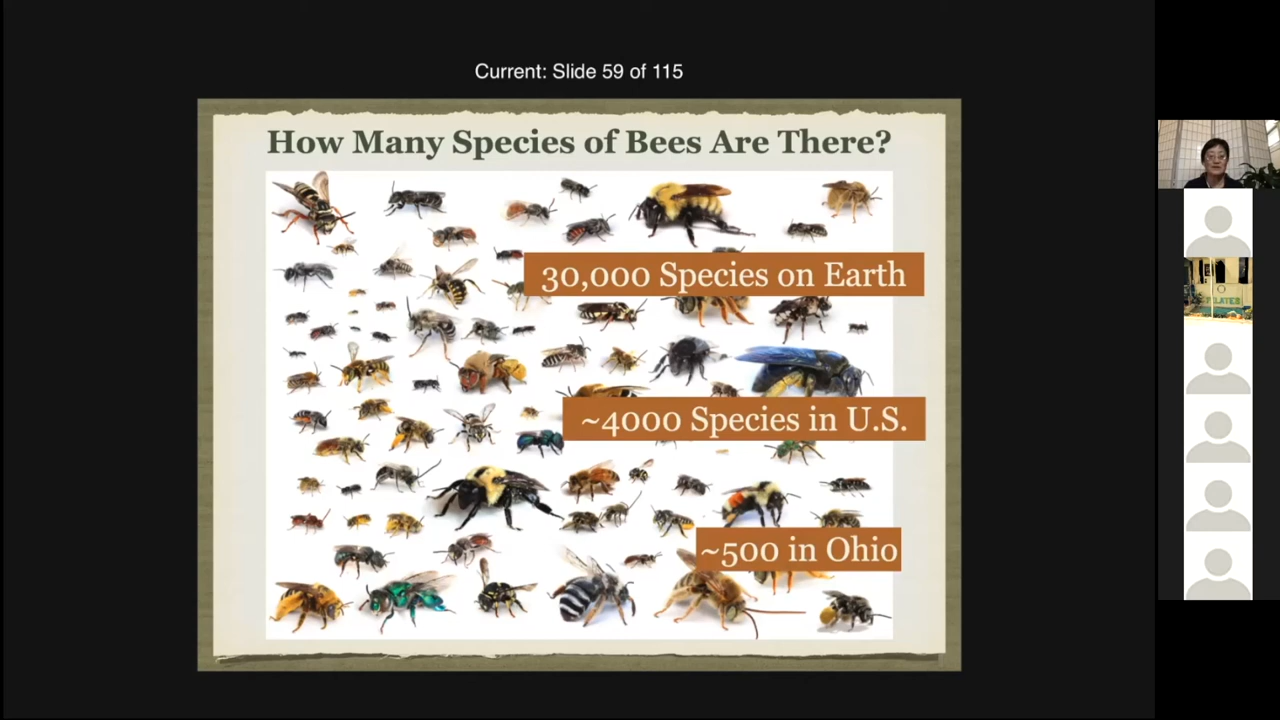 Current: Slide 59 of 115
How Many Species of Bees Are There?
30,000 Species on Earth
~4000 Species in U.S.
~500 in Ohio